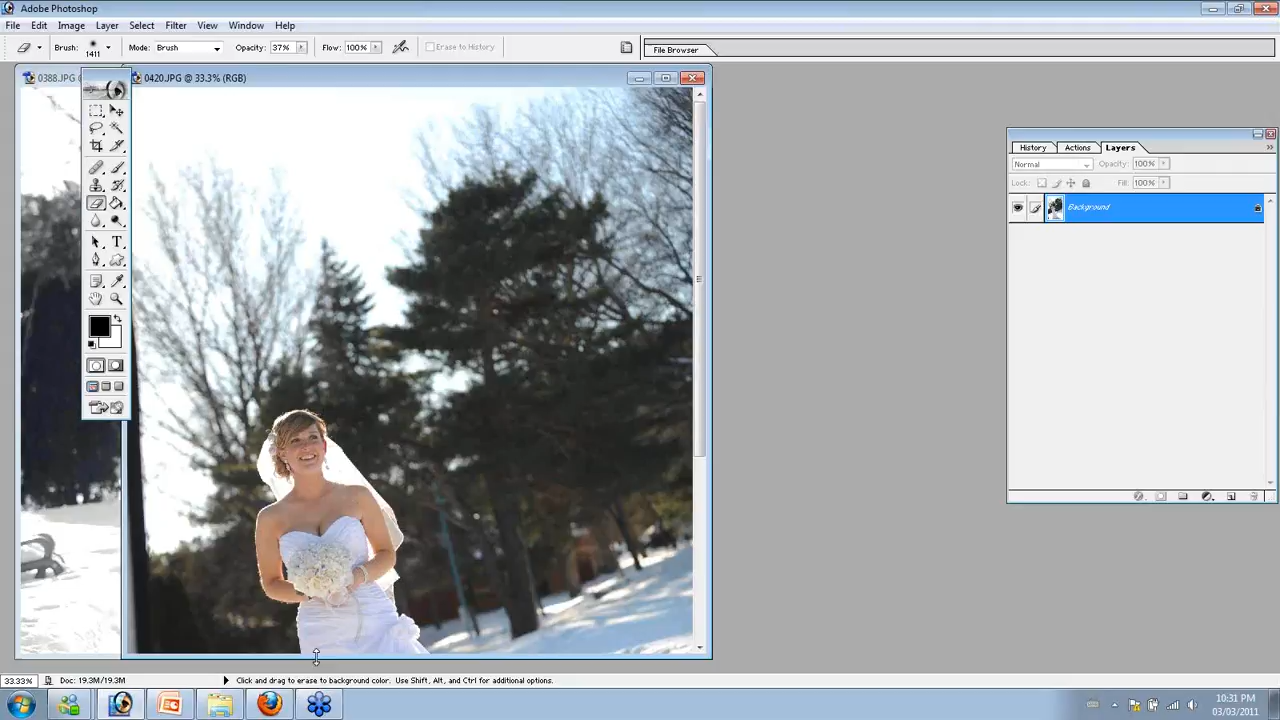 Adobe Photoshop
File Edit Image Layer Select Filter View Window Help
Brush: 1411 Mode: Brush Opacity: 37% Flow: 100% Erase to History File Browser
0388.JPG 0420.JPG @ 33.3% (RGB)
History Actions Layers
Normal Opacity: 100%
Lock: Fill: 100%
Background
33.33% Doc: 19.3M/19.3M Click and drag to erase to background color. Use Shift, Alt, and Ctrl for additional options.
10:31 PM
03/03/2011